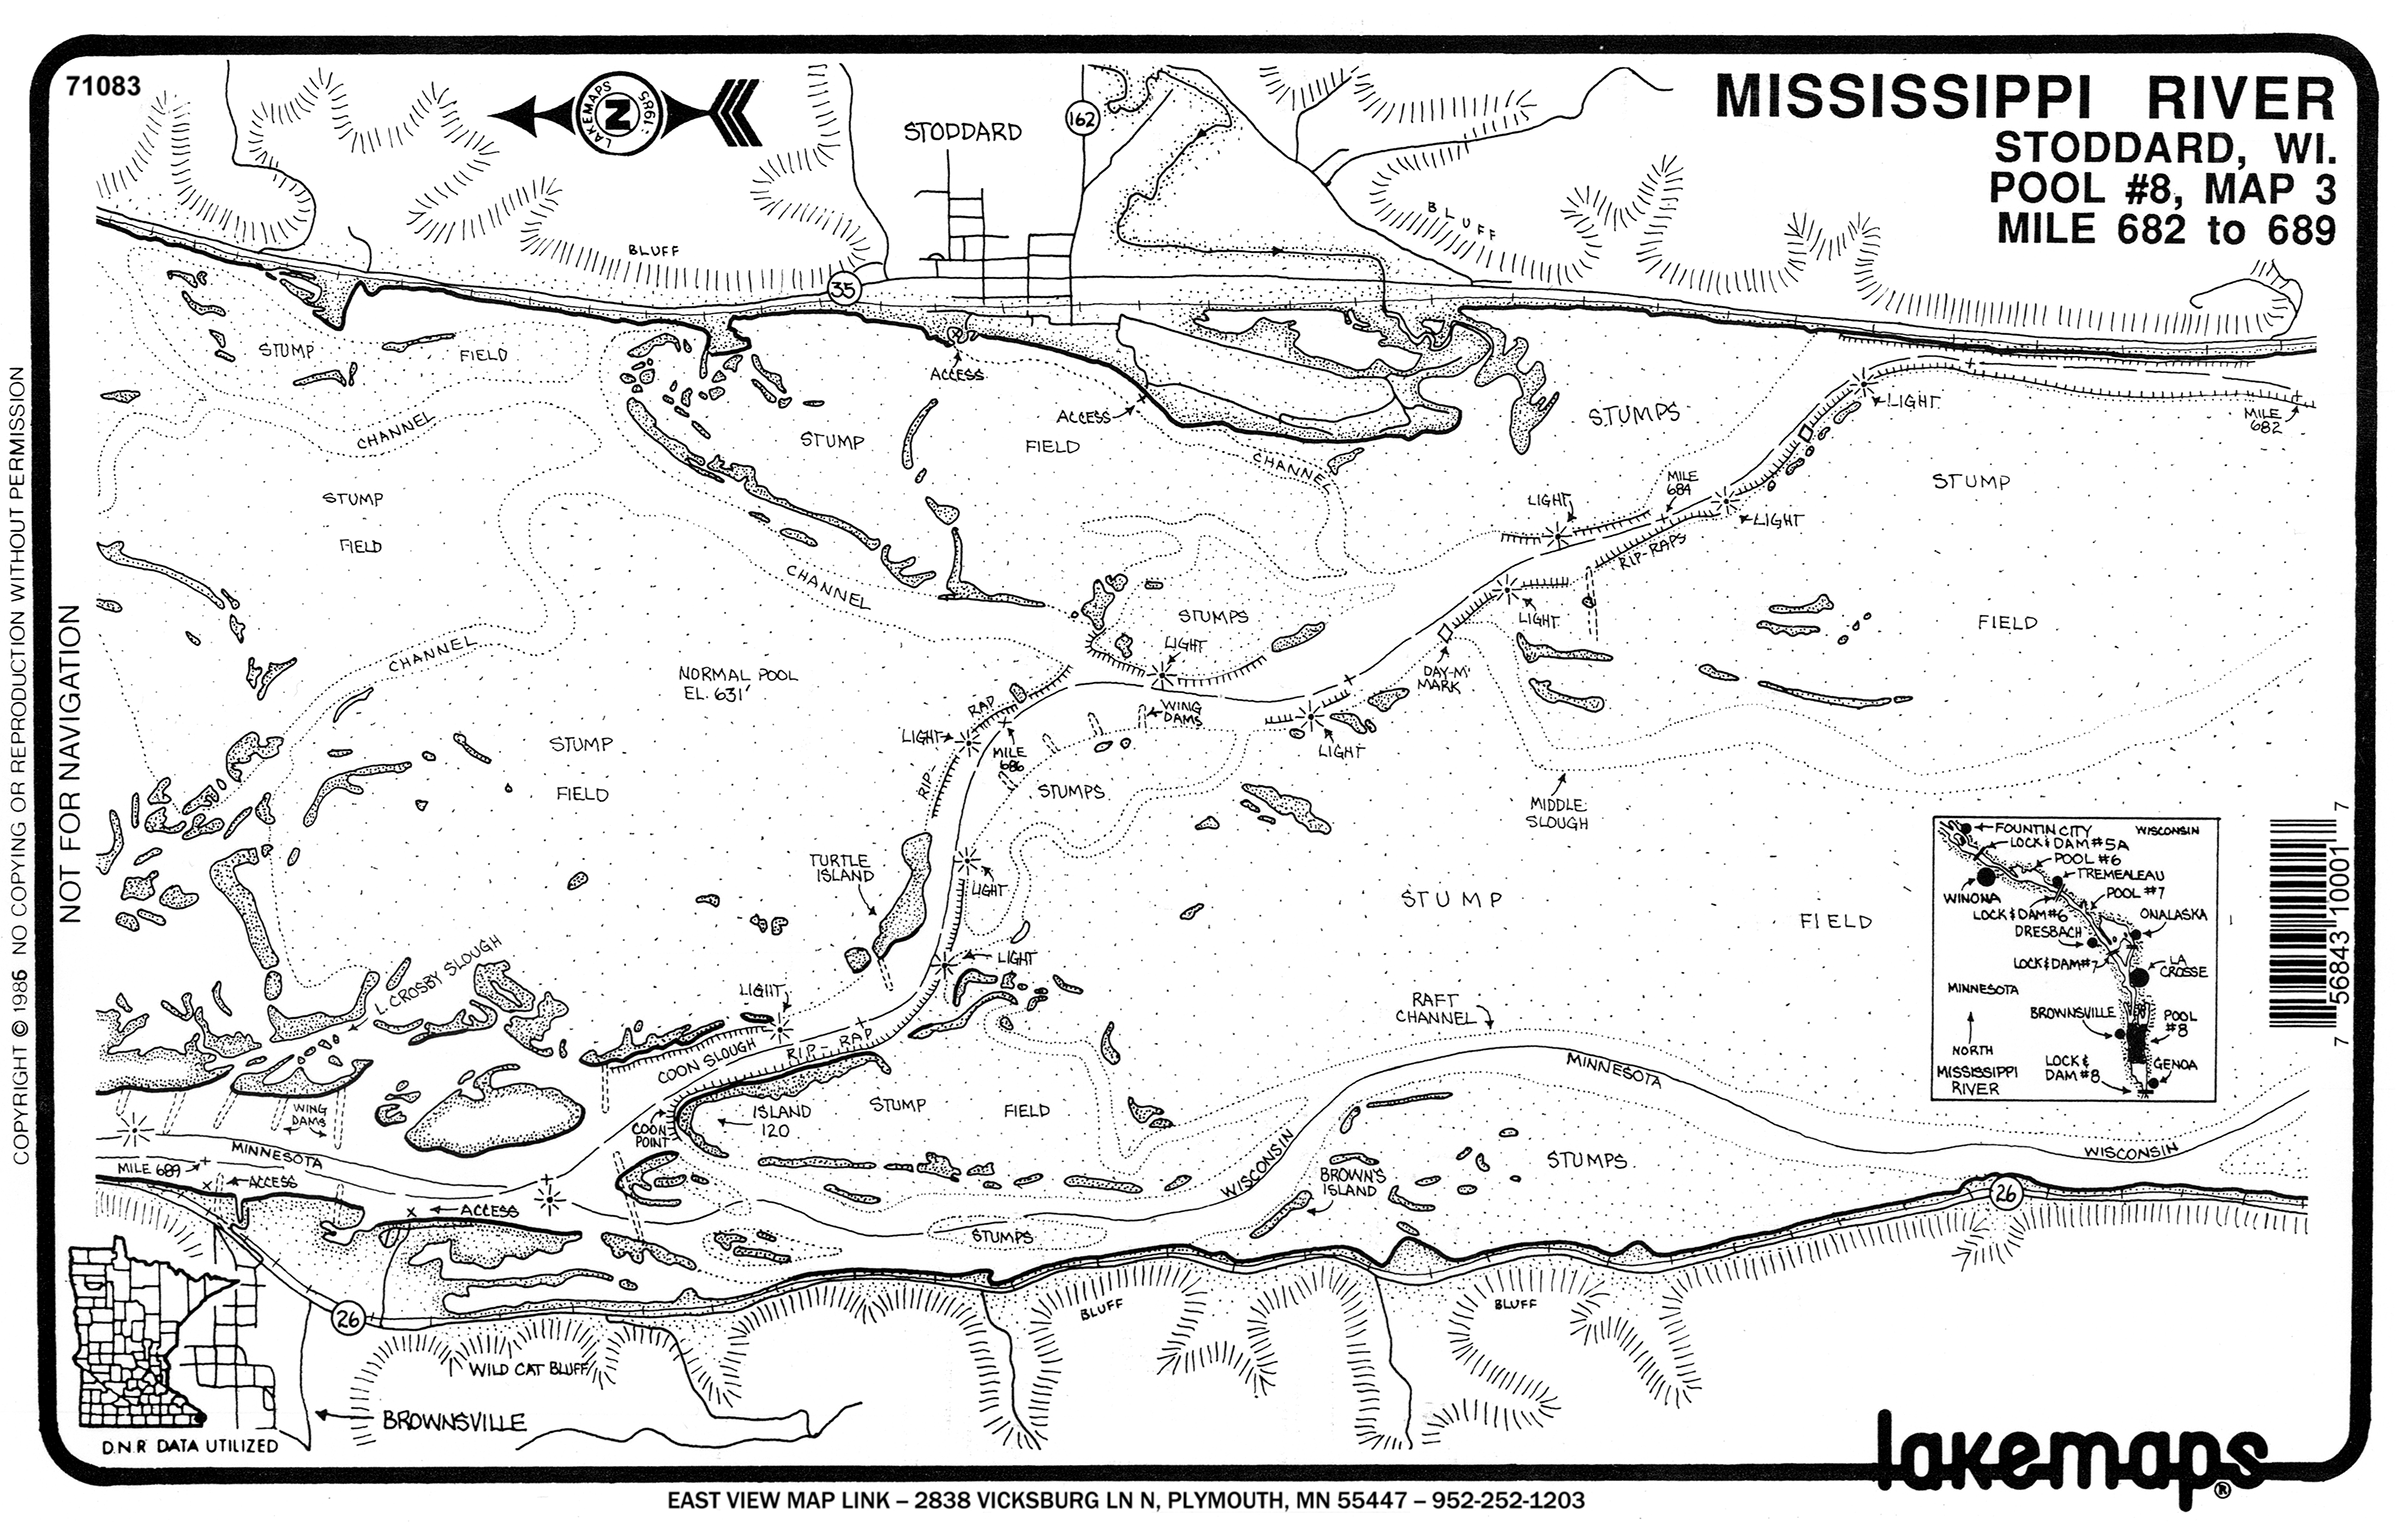 71083
MISSISSIPPI RIVER
STODDARD, WI.
POOL #8, MAP 3
MILE 682 to 689
LAKEMAPS
1985
N
STODDARD
162
BLUFF
BLUFF
35
STUMP FIELD
ACCESS
ACCESS
CHANNEL
STUMP
FIELD
STUMPS
LIGHT
MILE
682
CHANNEL
STUMP
FIELD
LIGHT
MILE
684
LIGHT
RIP-RAPS
STUMP
FIELD
CHANNEL
CHANNEL
STUMPS
LIGHT
LIGHT
NORMAL POOL
EL. 631'
DAY-M'
MARK
RAP
RIP-
LIGHT
MILE
686
WING
DAMS
LIGHT
STUMP
FIELD
STUMPS
MIDDLE
SLOUGH
TURTLE
ISLAND
LIGHT
STUMP FIELD
LIGHT
CROSBY SLOUGH
LIGHT
RAFT
CHANNEL
COON SLOUGH
RIP-RAP
MINNESOTA
WING
DAMS
COON
POINT
ISLAND
120
STUMP FIELD
MINNESOTA
MILE 689
ACCESS
ACCESS
WISCONSIN
BROWN'S
ISLAND
STUMPS
WISCONSIN
STUMPS
26
26
BLUFF
BLUFF
WILD CAT BLUFF
BROWNSVILLE
D.N.R DATA UTILIZED
FOUNTIN CITY
WISCONSIN
LOCK & DAM #5A
POOL #6
TREMEALEAU
POOL #7
WINONA
LOCK & DAM #6
ONALASKA
DRESBACH
LOCK & DAM #7
LA
CROSSE
MINNESOTA
BROWNSVILLE
POOL
#8
NORTH
MISSISSIPPI
RIVER
LOCK &
DAM #8
GENOA
7 56843 10001 7
NOT FOR NAVIGATION
COPYRIGHT © 1986 NO COPYING OR REPRODUCTION WITHOUT PERMISSION
lakemaps®
EAST VIEW MAP LINK – 2838 VICKSBURG LN N, PLYMOUTH, MN 55447 – 952-252-1203